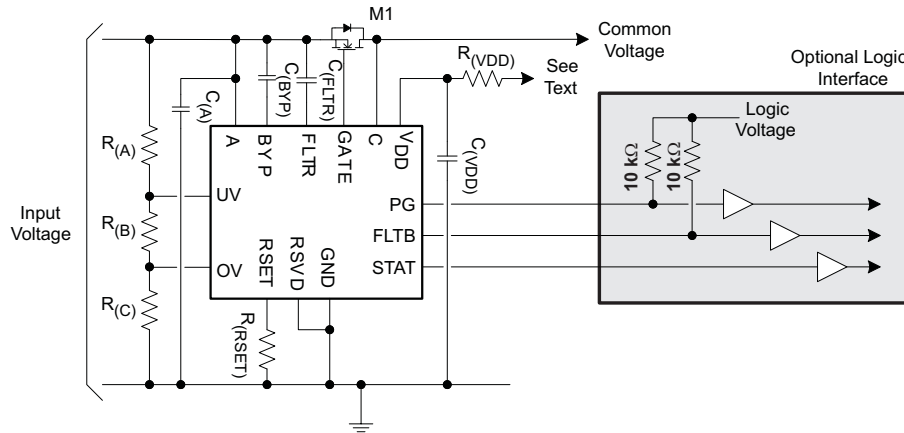 M1
Common
Voltage
R(VDD)
See
Text
Optional Logic
Interface
Logic
Voltage
C(A)
C(BYP)
C(FLTR)
C(VDD)
10 kΩ
10 kΩ
A
BYP
FLTR
GATE
C
VDD
R(A)
UV
PG
Input
Voltage
R(B)
FLTB
OV
RSET
RSVD
GND
STAT
R(C)
R(RSET)